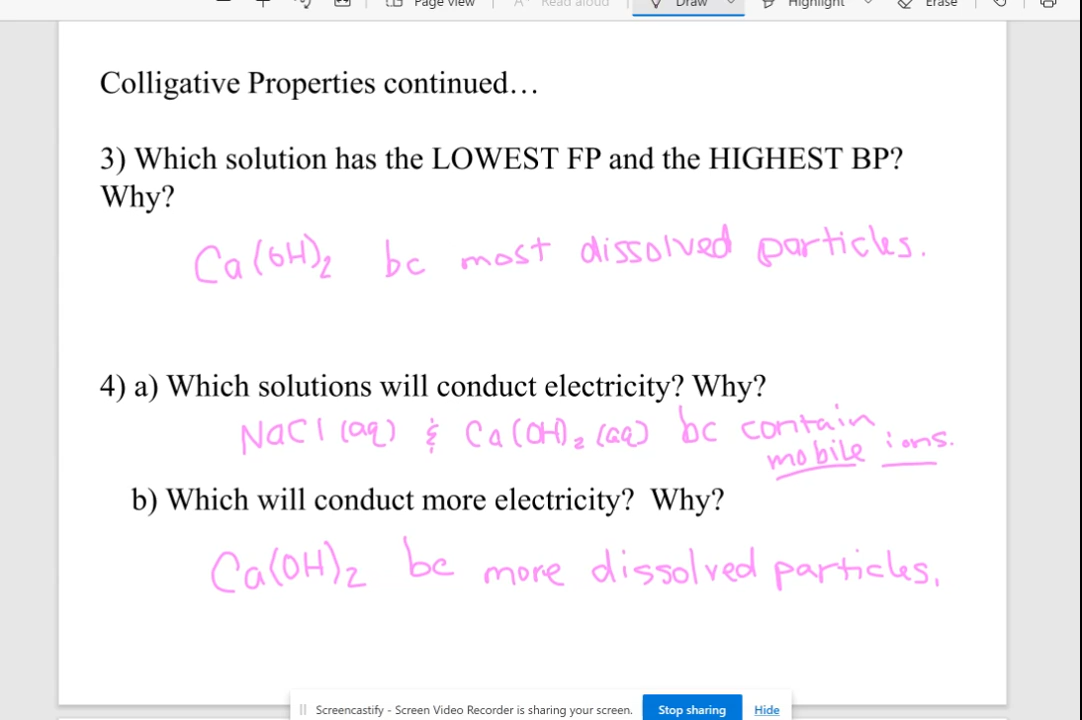 Page view
Read aloud
Draw
Highlight
Erase
Colligative Properties continued…
3) Which solution has the LOWEST FP and the HIGHEST BP?
Why?
Ca(OH)₂ bc most dissolved particles.
4) a) Which solutions will conduct electricity? Why?
NaCl (aq) & Ca(OH)₂ (aq) bc contain
mobile ions.
b) Which will conduct more electricity? Why?
Ca(OH)₂ bc more dissolved particles.
Screencastify - Screen Video Recorder is sharing your screen.
Stop sharing
Hide